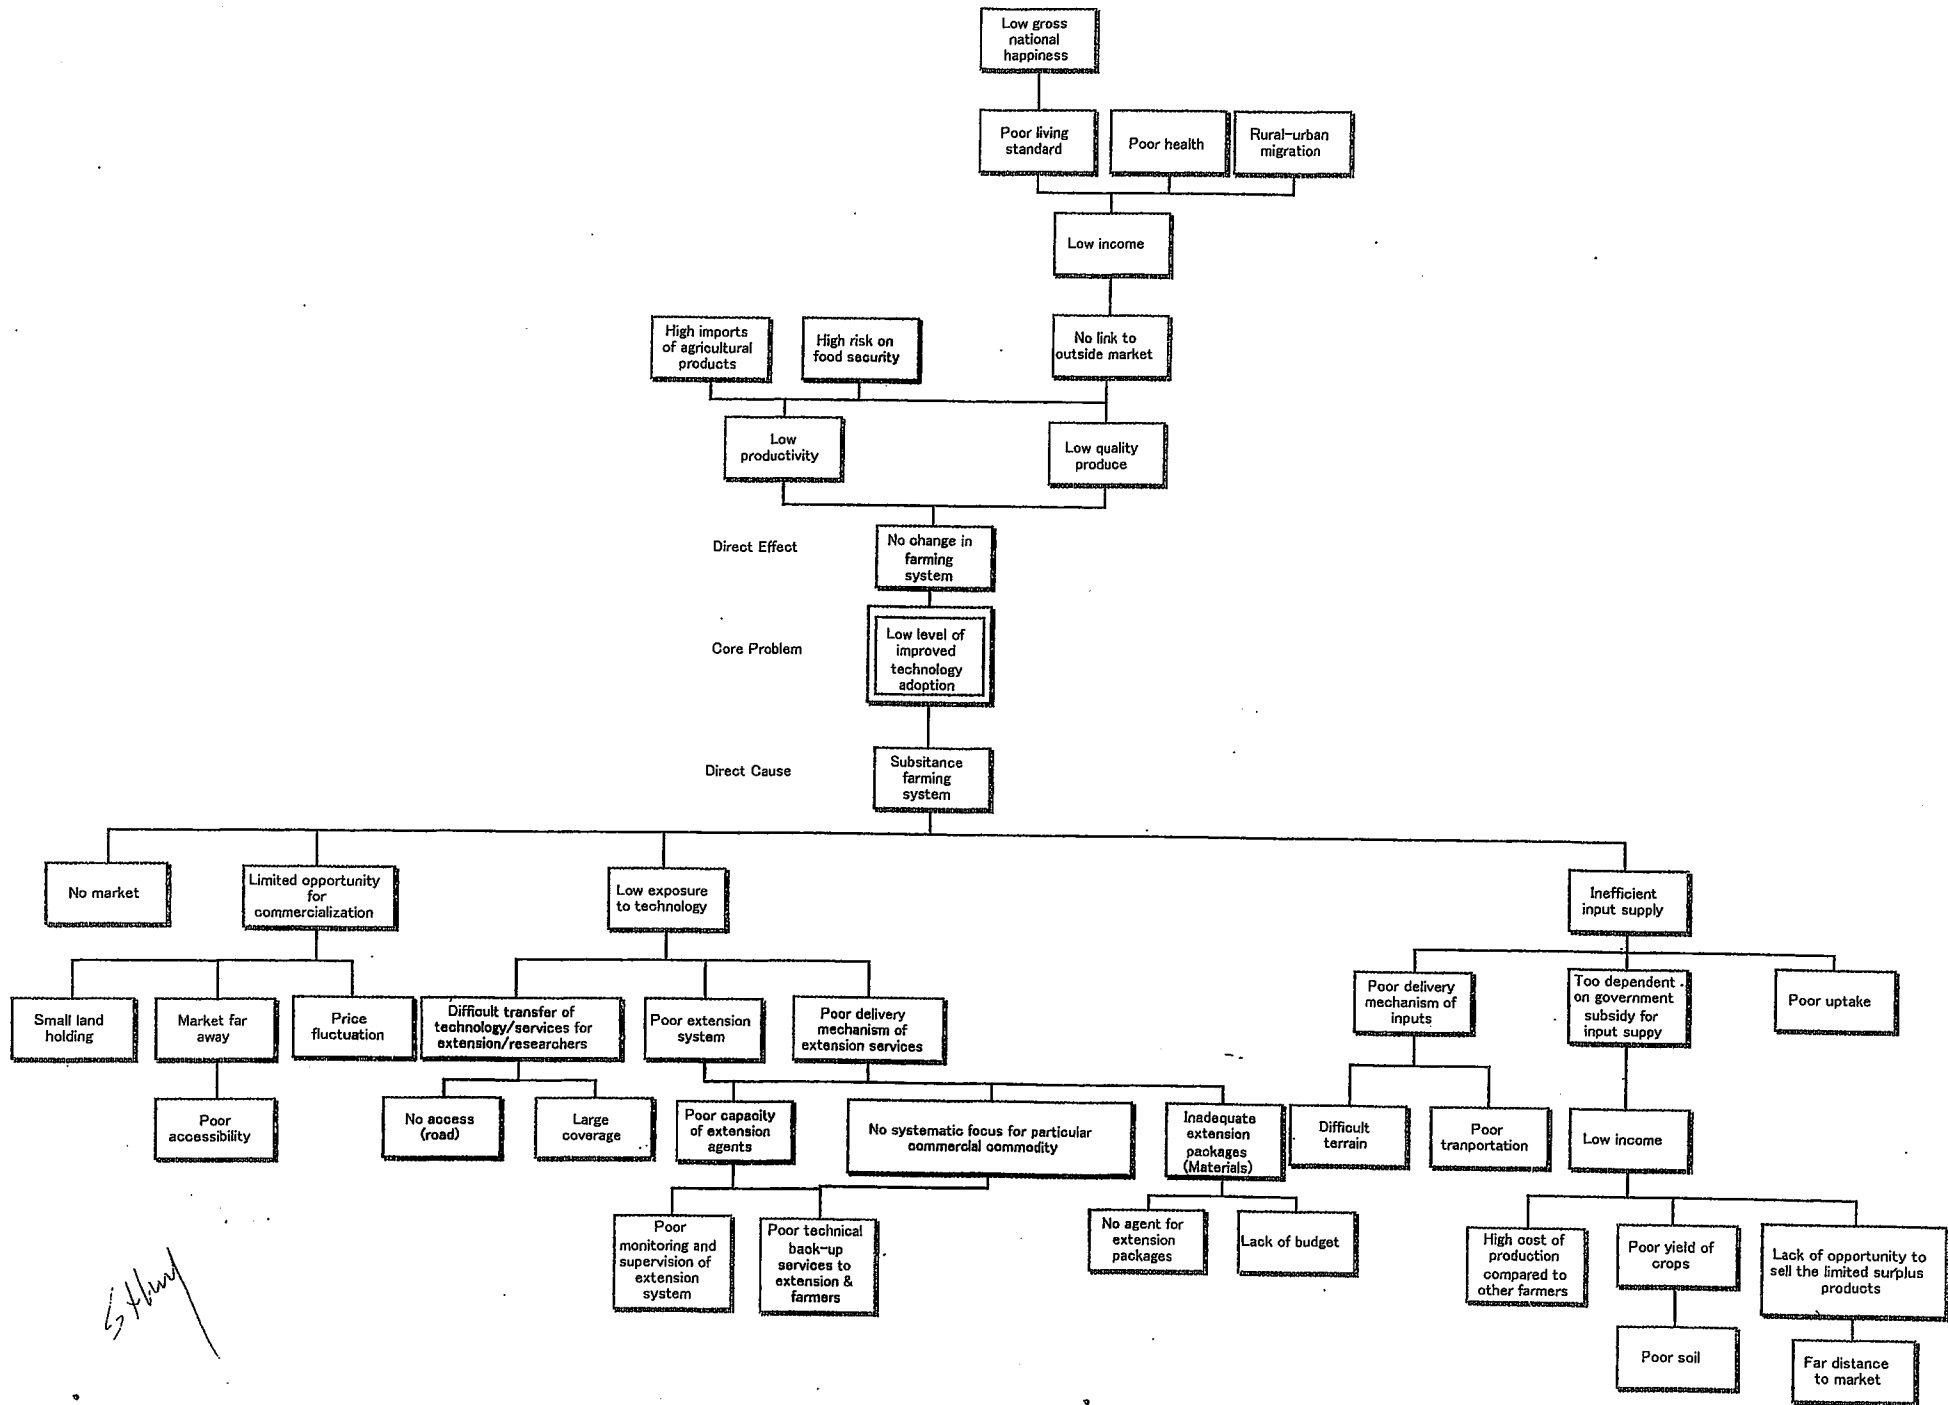 Low gross
national
happiness
Poor living
standard
Poor health
Rural-urban
migration
Low income
High imports
of agricultural
products
High risk on
food security
No link to
outside market
Low
productivity
Low quality
produce
Direct Effect
No change in
farming
system
Core Problem
Low level of
improved
technology
adoption
Direct Cause
Subsitance
farming
system
No market
Limited opportunity
for
commercialization
Low exposure
to technology
Inefficient
input supply
Small land
holding
Market far
away
Price
fluctuation
Difficult transfer of
technology/services for
extension/researchers
Poor extension
system
Poor delivery
mechanism of
extension services
Poor delivery
mechanism of
inputs
Too dependent
on government
subsidy for
input suppy
Poor uptake
Poor
accessibility
No access
(road)
Large
coverage
Poor capacity
of extension
agents
No systematic focus for particular
commercial commodity
Inadequate
extension
packages
(Materials)
Difficult
terrain
Poor
tranportation
Low income
Poor
monitoring and
supervision of
extension
system
Poor technical
back-up
services to
extension &
farmers
No agent for
extension
packages
Lack of budget
High cost of
production
compared to
other farmers
Poor yield of
crops
Lack of opportunity to
sell the limited surplus
products
Poor soil
Far distance
to market